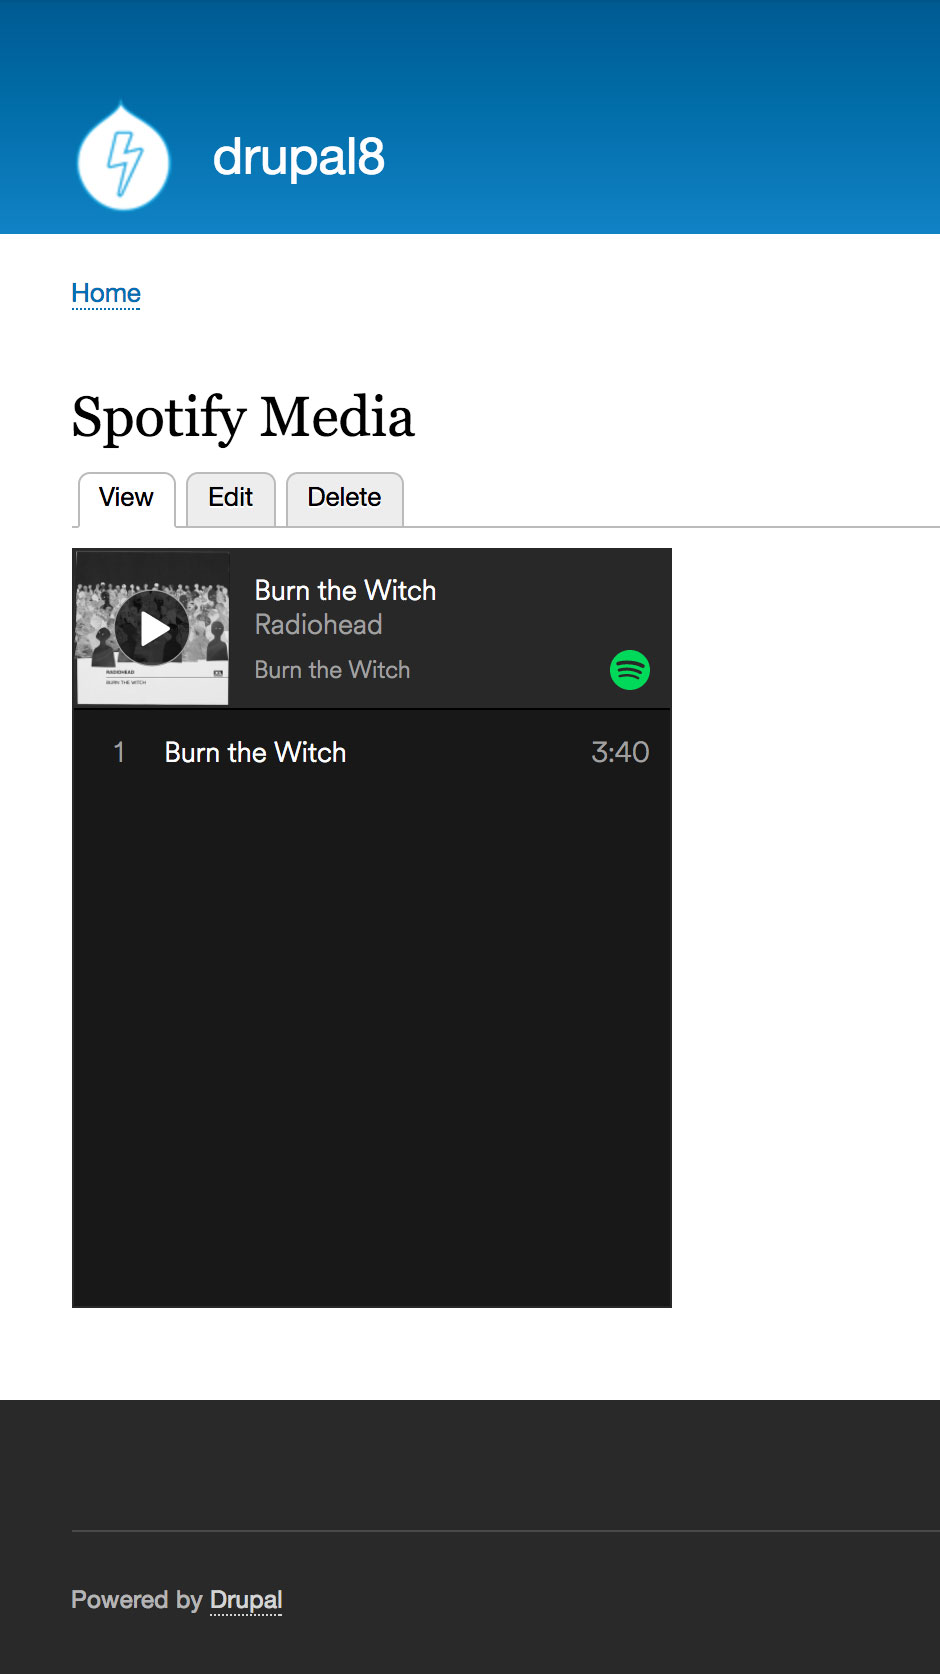 drupal8
Home
Spotify Media
View Edit Delete
Burn the Witch
Radiohead
Burn the Witch
RADIOHEAD
BURN THE WITCH
XL
1 Burn the Witch 3:40
Powered by Drupal